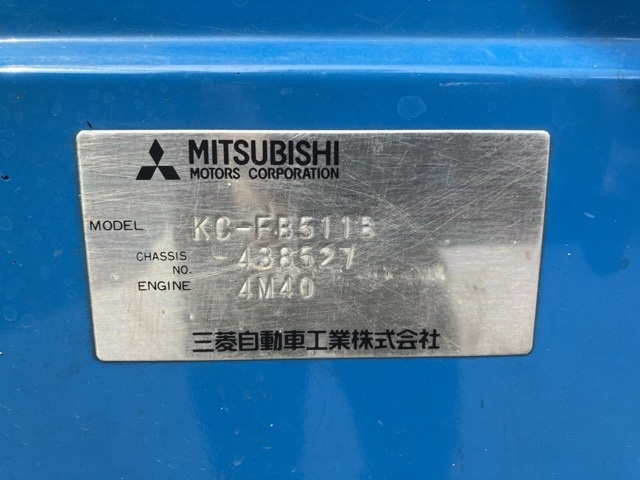 MITSUBISHI
MOTORS CORPORATION
MODEL KC-FB511B
CHASSIS NO. -438527
ENGINE 4M40
三菱自動車工業株式会社